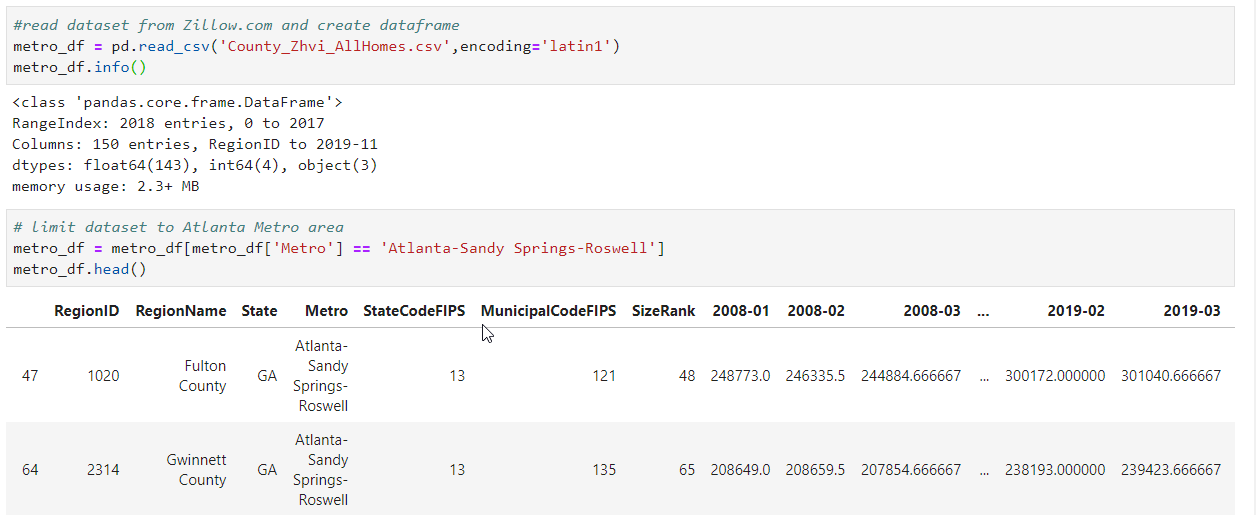 #read dataset from Zillow.com and create dataframe
metro_df = pd.read_csv('County_Zhvi_AllHomes.csv',encoding='latin1')
metro_df.info()
<class 'pandas.core.frame.DataFrame'>
RangeIndex: 2018 entries, 0 to 2017
Columns: 150 entries, RegionID to 2019-11
dtypes: float64(143), int64(4), object(3)
memory usage: 2.3+ MB
# limit dataset to Atlanta Metro area
metro_df = metro_df[metro_df['Metro'] == 'Atlanta-Sandy Springs-Roswell']
metro_df.head()
RegionID RegionName State Metro StateCodeFIPS MunicipalCodeFIPS SizeRank 2008-01 2008-02 2008-03 ... 2019-02 2019-03
Atlanta-
Fulton Sandy
47 1020 GA 13 121 48 248773.0 246335.5 244884.666667 ... 300172.000000 301040.666667
County Springs-
Roswell
Atlanta-
Gwinnett Sandy
64 2314 GA 13 135 65 208649.0 208659.5 207854.666667 ... 238193.000000 239423.666667
County Springs-
Roswell